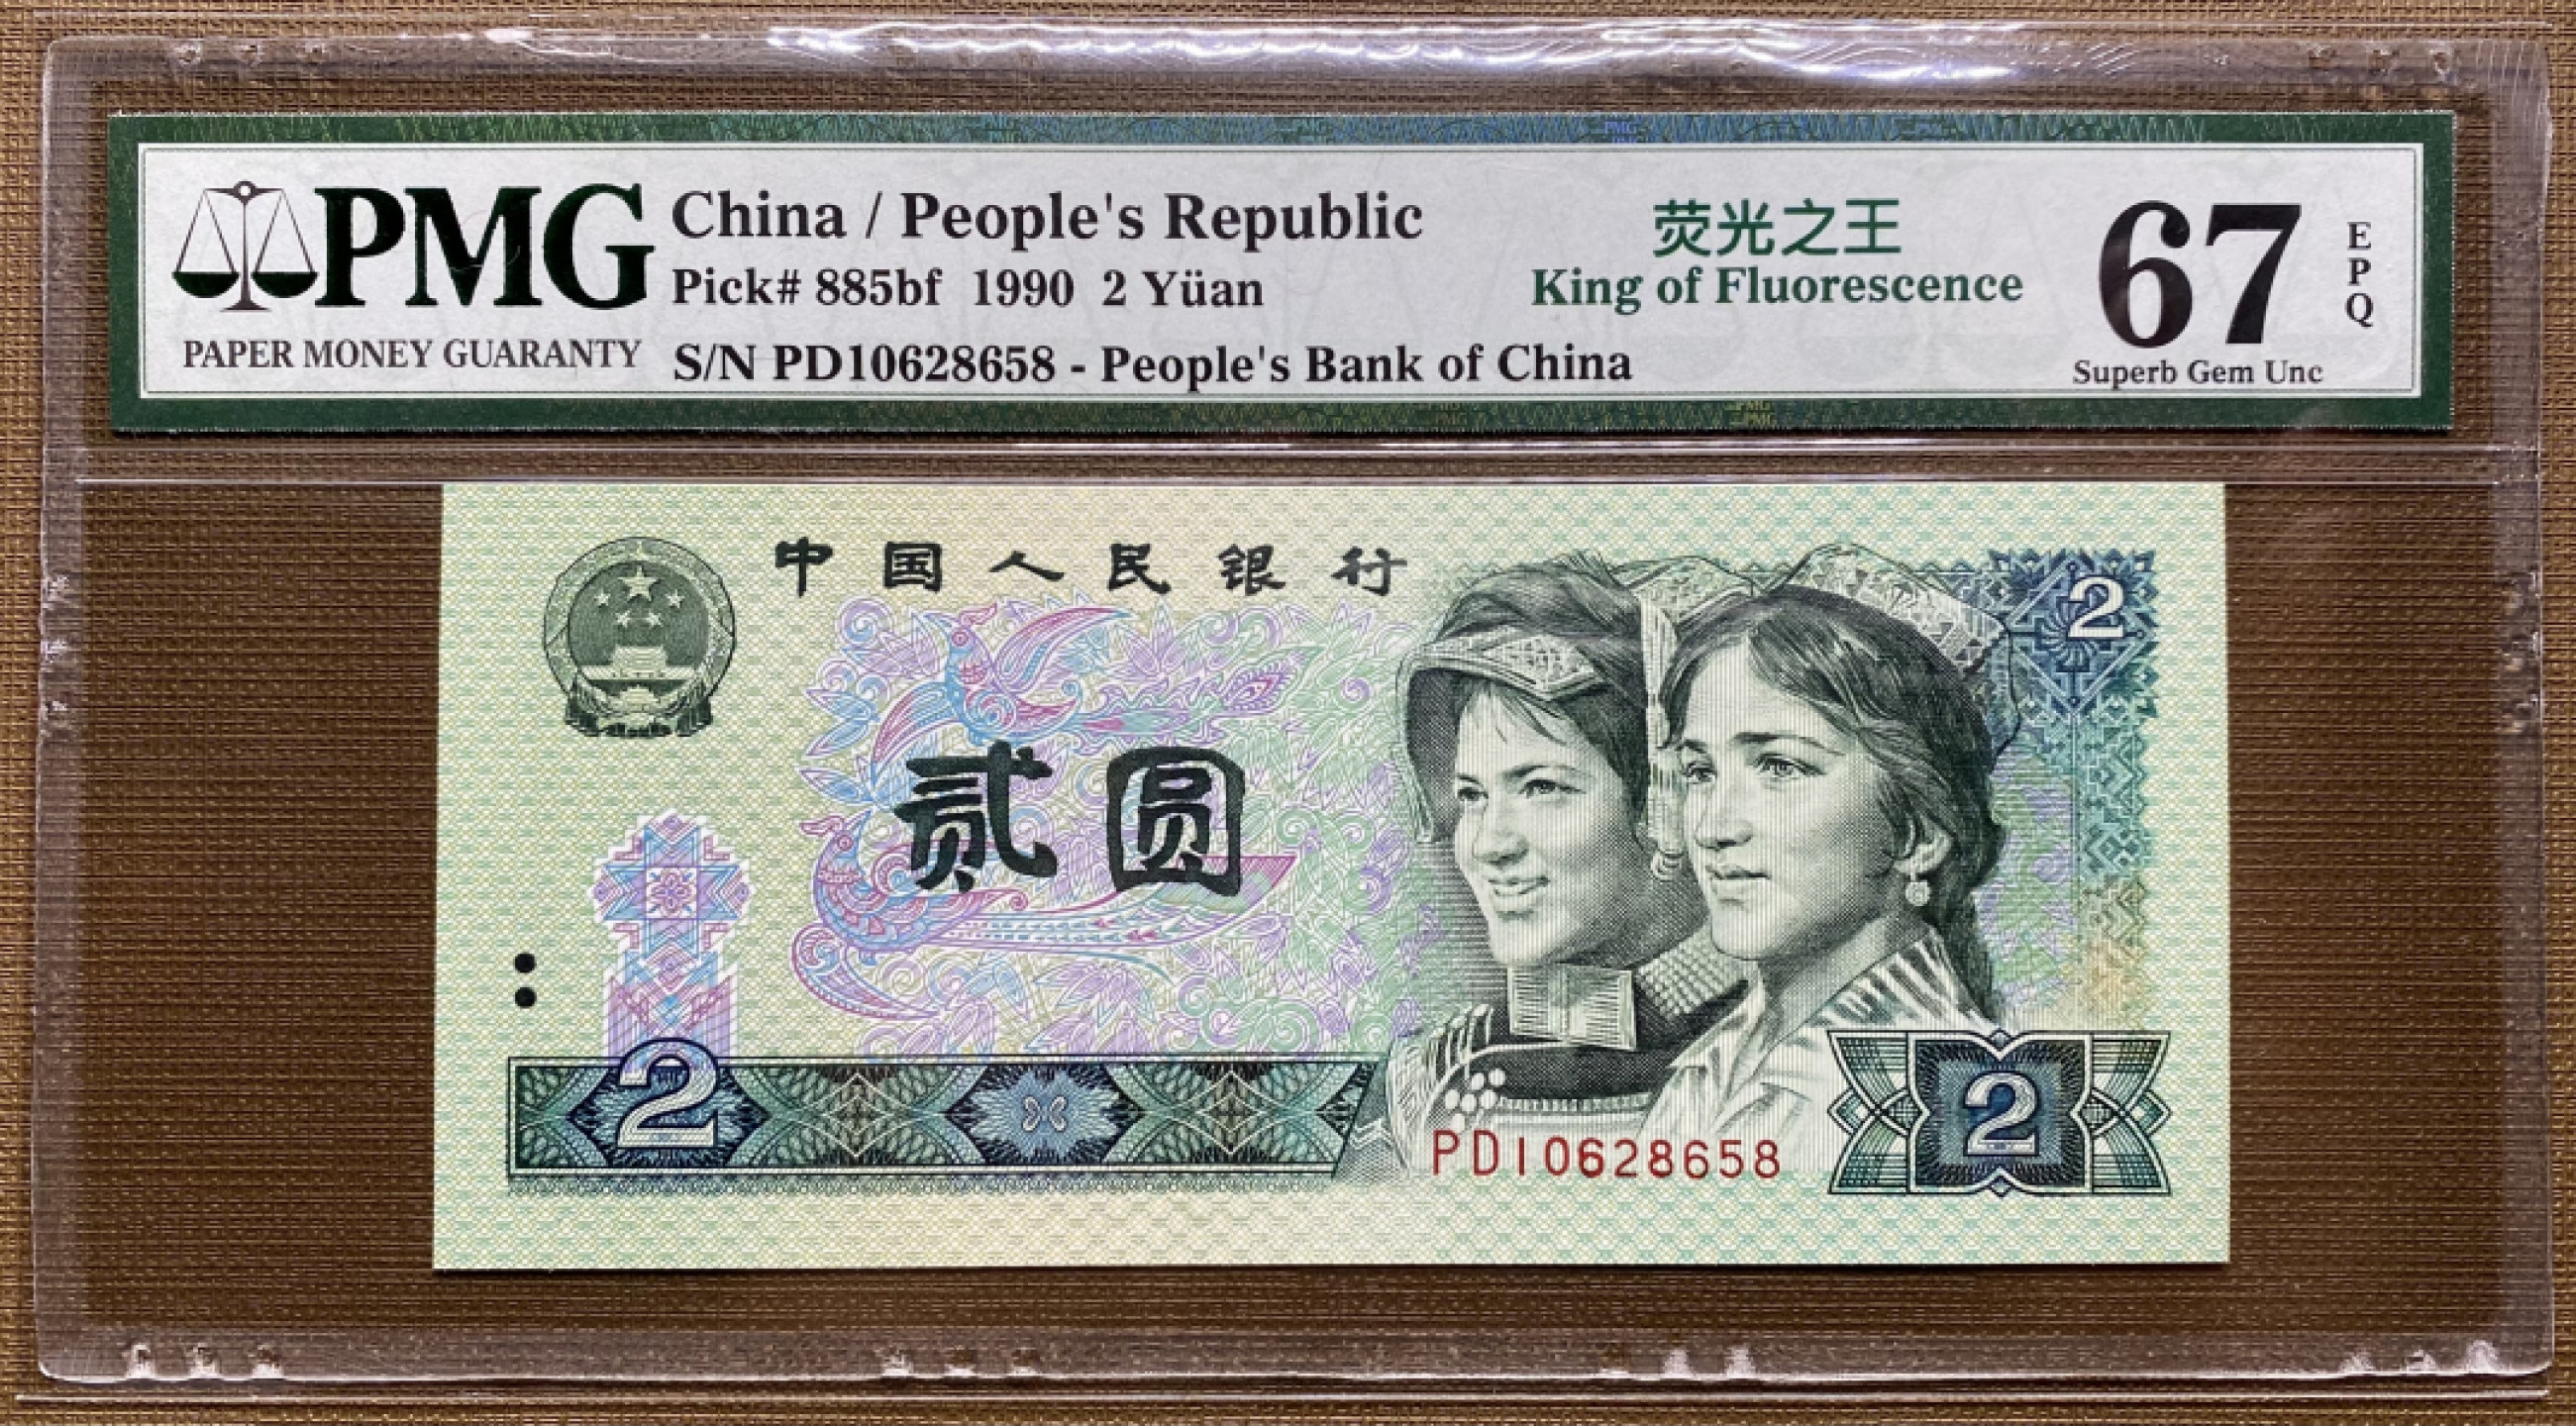 PMG
PAPER MONEY GUARANTY
China / People's Republic
Pick# 885bf 1990 2 Yüan
S/N PD10628658 - People's Bank of China
荧光之王
King of Fluorescence
67
EPQ
Superb Gem Unc
中国人民银行
2
贰圆
2
PD10628658
2